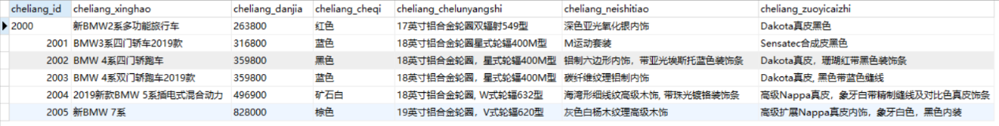 cheliang_id cheliang_xinghao cheliang_danjia cheliang_cheqi cheliang_chelunyangshi cheliang_neishitiao cheliang_zuoyicaizhi
2000 新BMW2系多功能旅行车 263800 红色 17英寸铝合金轮圈双辐射549型 深色亚光氧化银内饰 Dakota真皮黑色
2001 BMW3系四门轿车2019款 316800 蓝色 18英寸铝合金轮圈星式轮辐400M型 M运动套装 Sensatec合成皮黑色
2002 BMW 4系四门轿跑车 359800 黑色 18英寸铝合金轮圈，星式轮辐400M型 铝制六边形内饰，带亚光埃斯托蓝色装饰条 Dakota真皮，珊瑚红带黑色装饰条
2003 BMW 4系双门轿跑车2019款 359800 蓝色 18英寸铝合金轮圈，星式轮辐400M型 碳纤维纹理铝制内饰 Dakota真皮, 黑色带蓝色缝线
2004 2019新款BMW 5系插电式混合动力 496900 矿石白 18英寸铝合金轮圈, W式轮辐632型 海湾形细线纹高级木饰, 带珠光镀铬装饰条 高级Nappa真皮，象牙白带精制缝线及对比色真皮饰条
2005 新BMW 7系 828000 棕色 19英寸铝合金轮圈，V式轮辐620型 灰色白杨木纹理高级木饰 高级扩展Nappa真皮内饰，象牙白色，黑色内装